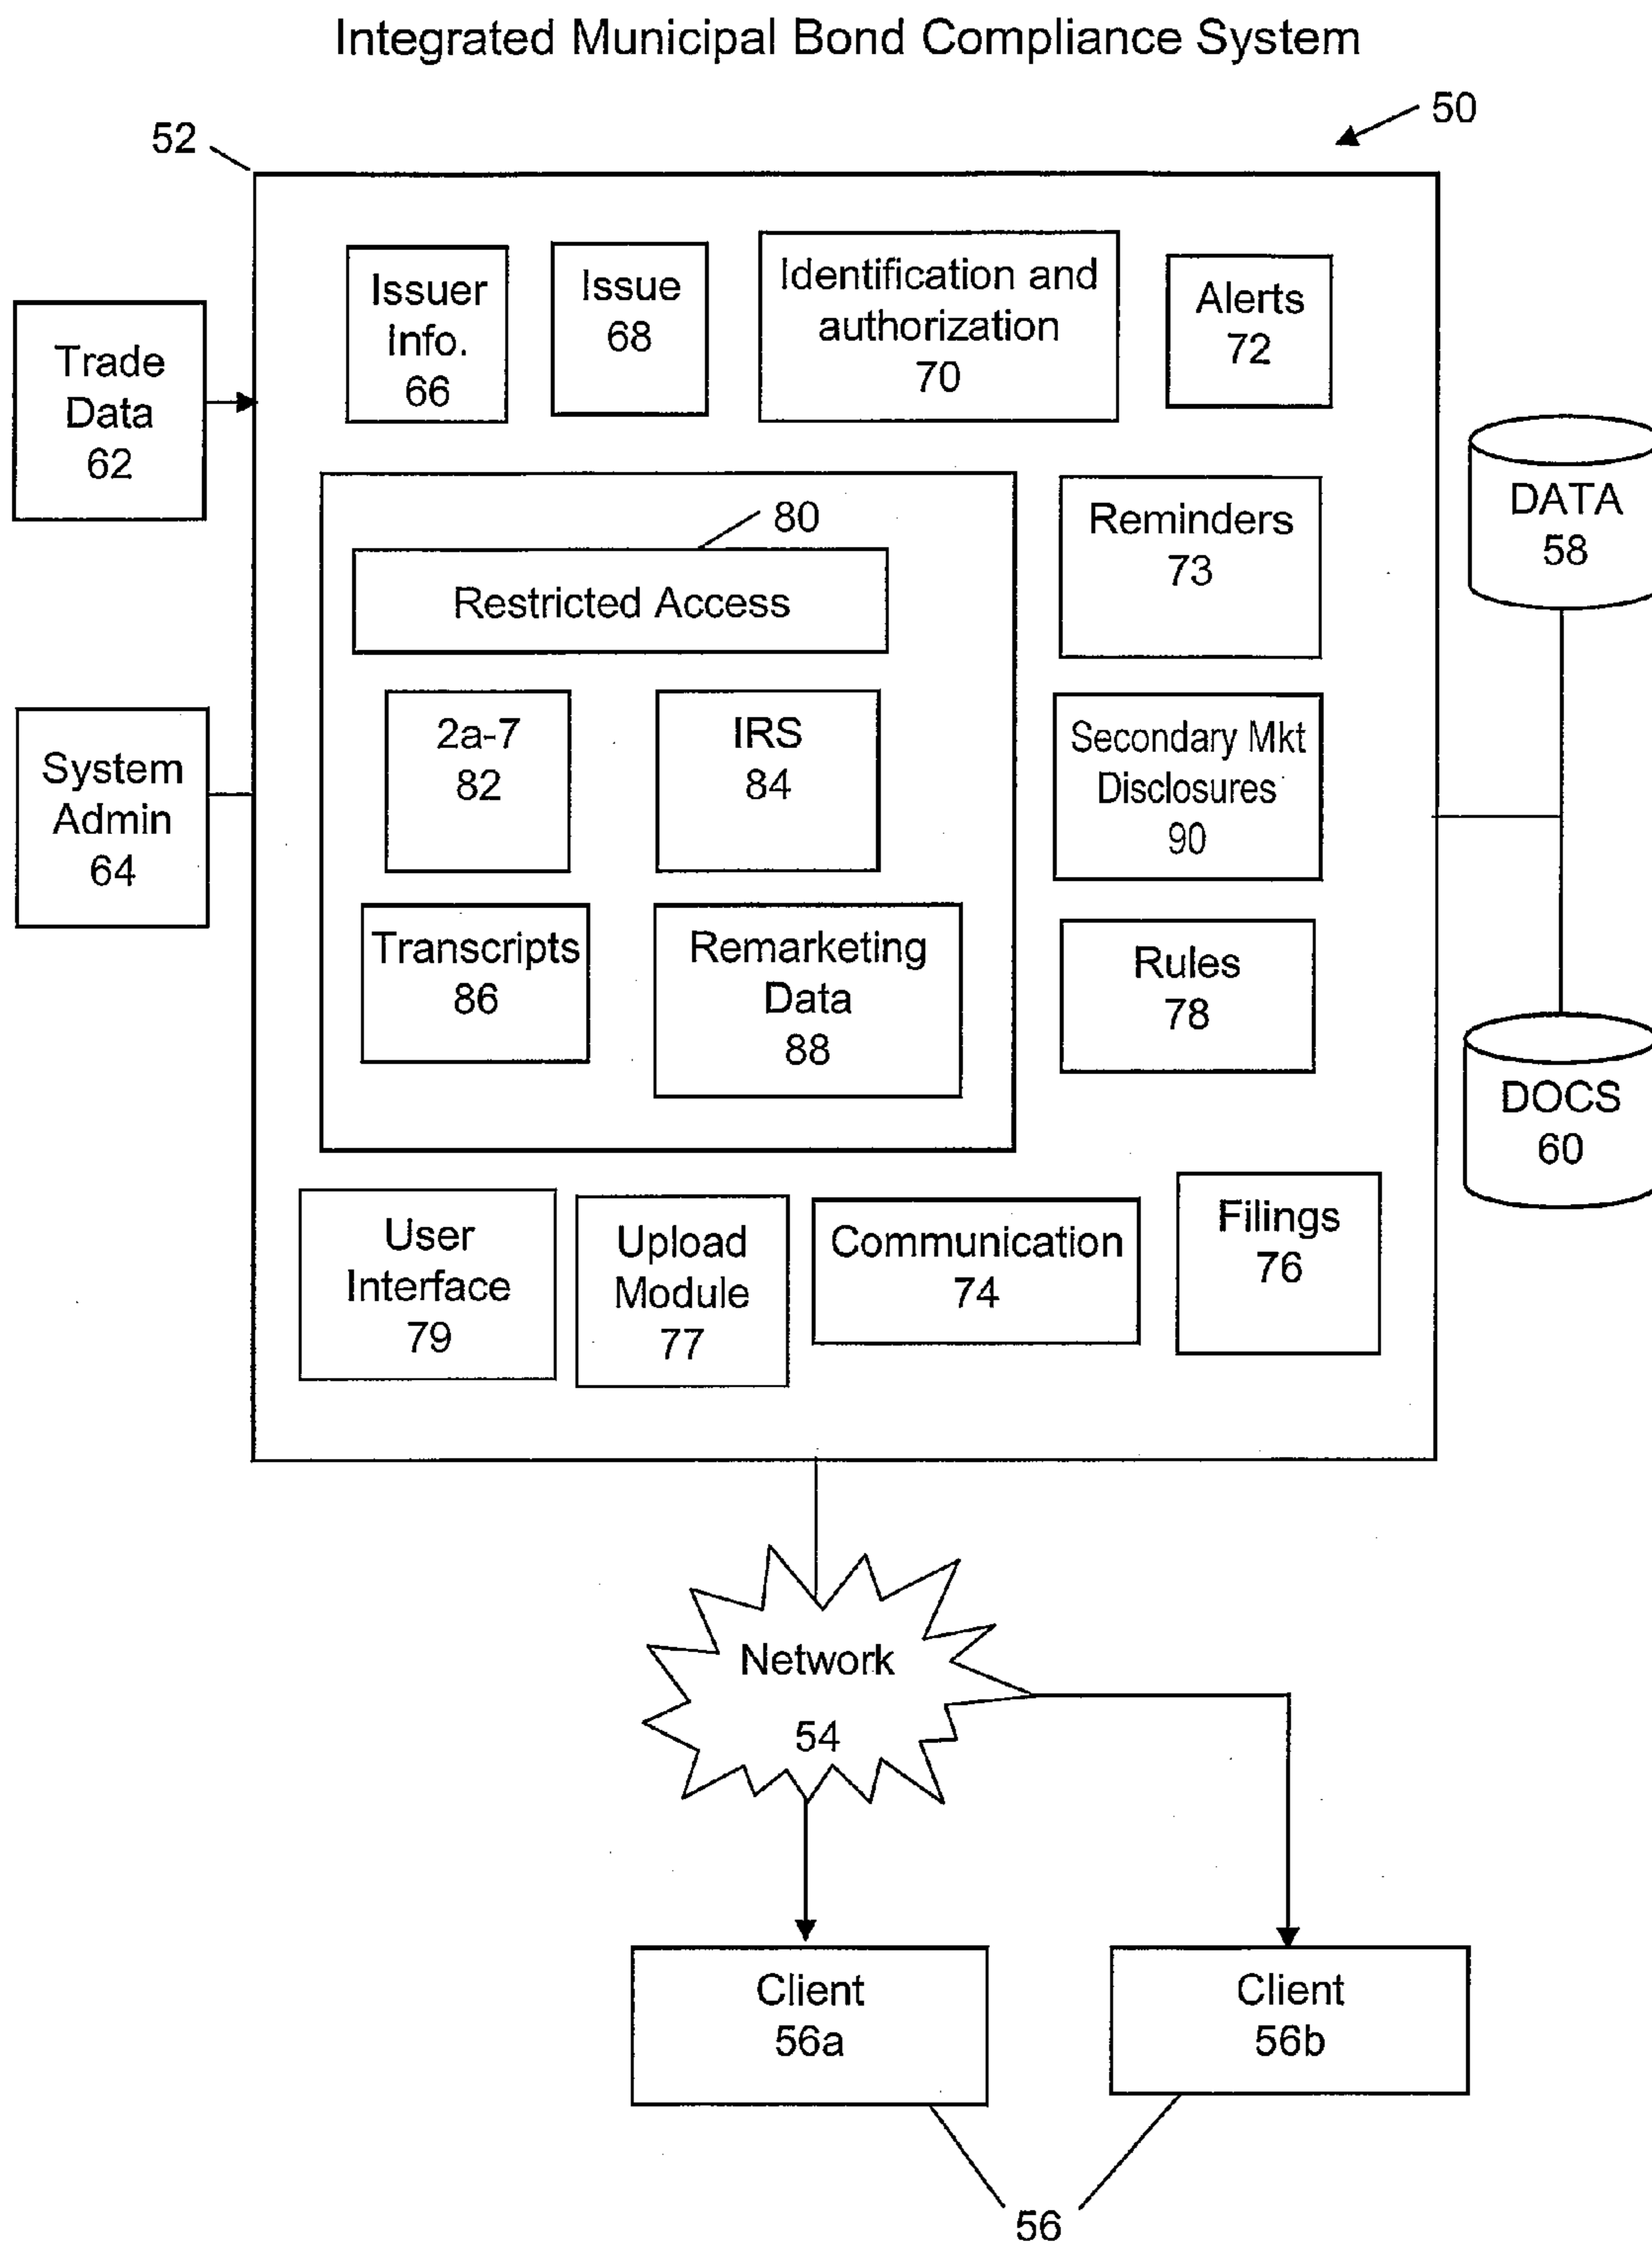 Integrated Municipal Bond Compliance System
50
52
Issuer
Info.
66
Issue
68
Identification and
authorization
70
Alerts
72
Trade
Data
62
80
Restricted Access
Reminders
73
DATA
58
2a-7
82
IRS
84
Secondary Mkt
Disclosures
90
System
Admin
64
Transcripts
86
Remarketing
Data
88
Rules
78
DOCS
60
User
Interface
79
Upload
Module
77
Communication
74
Filings
76
Network
54
Client
56a
Client
56b
56